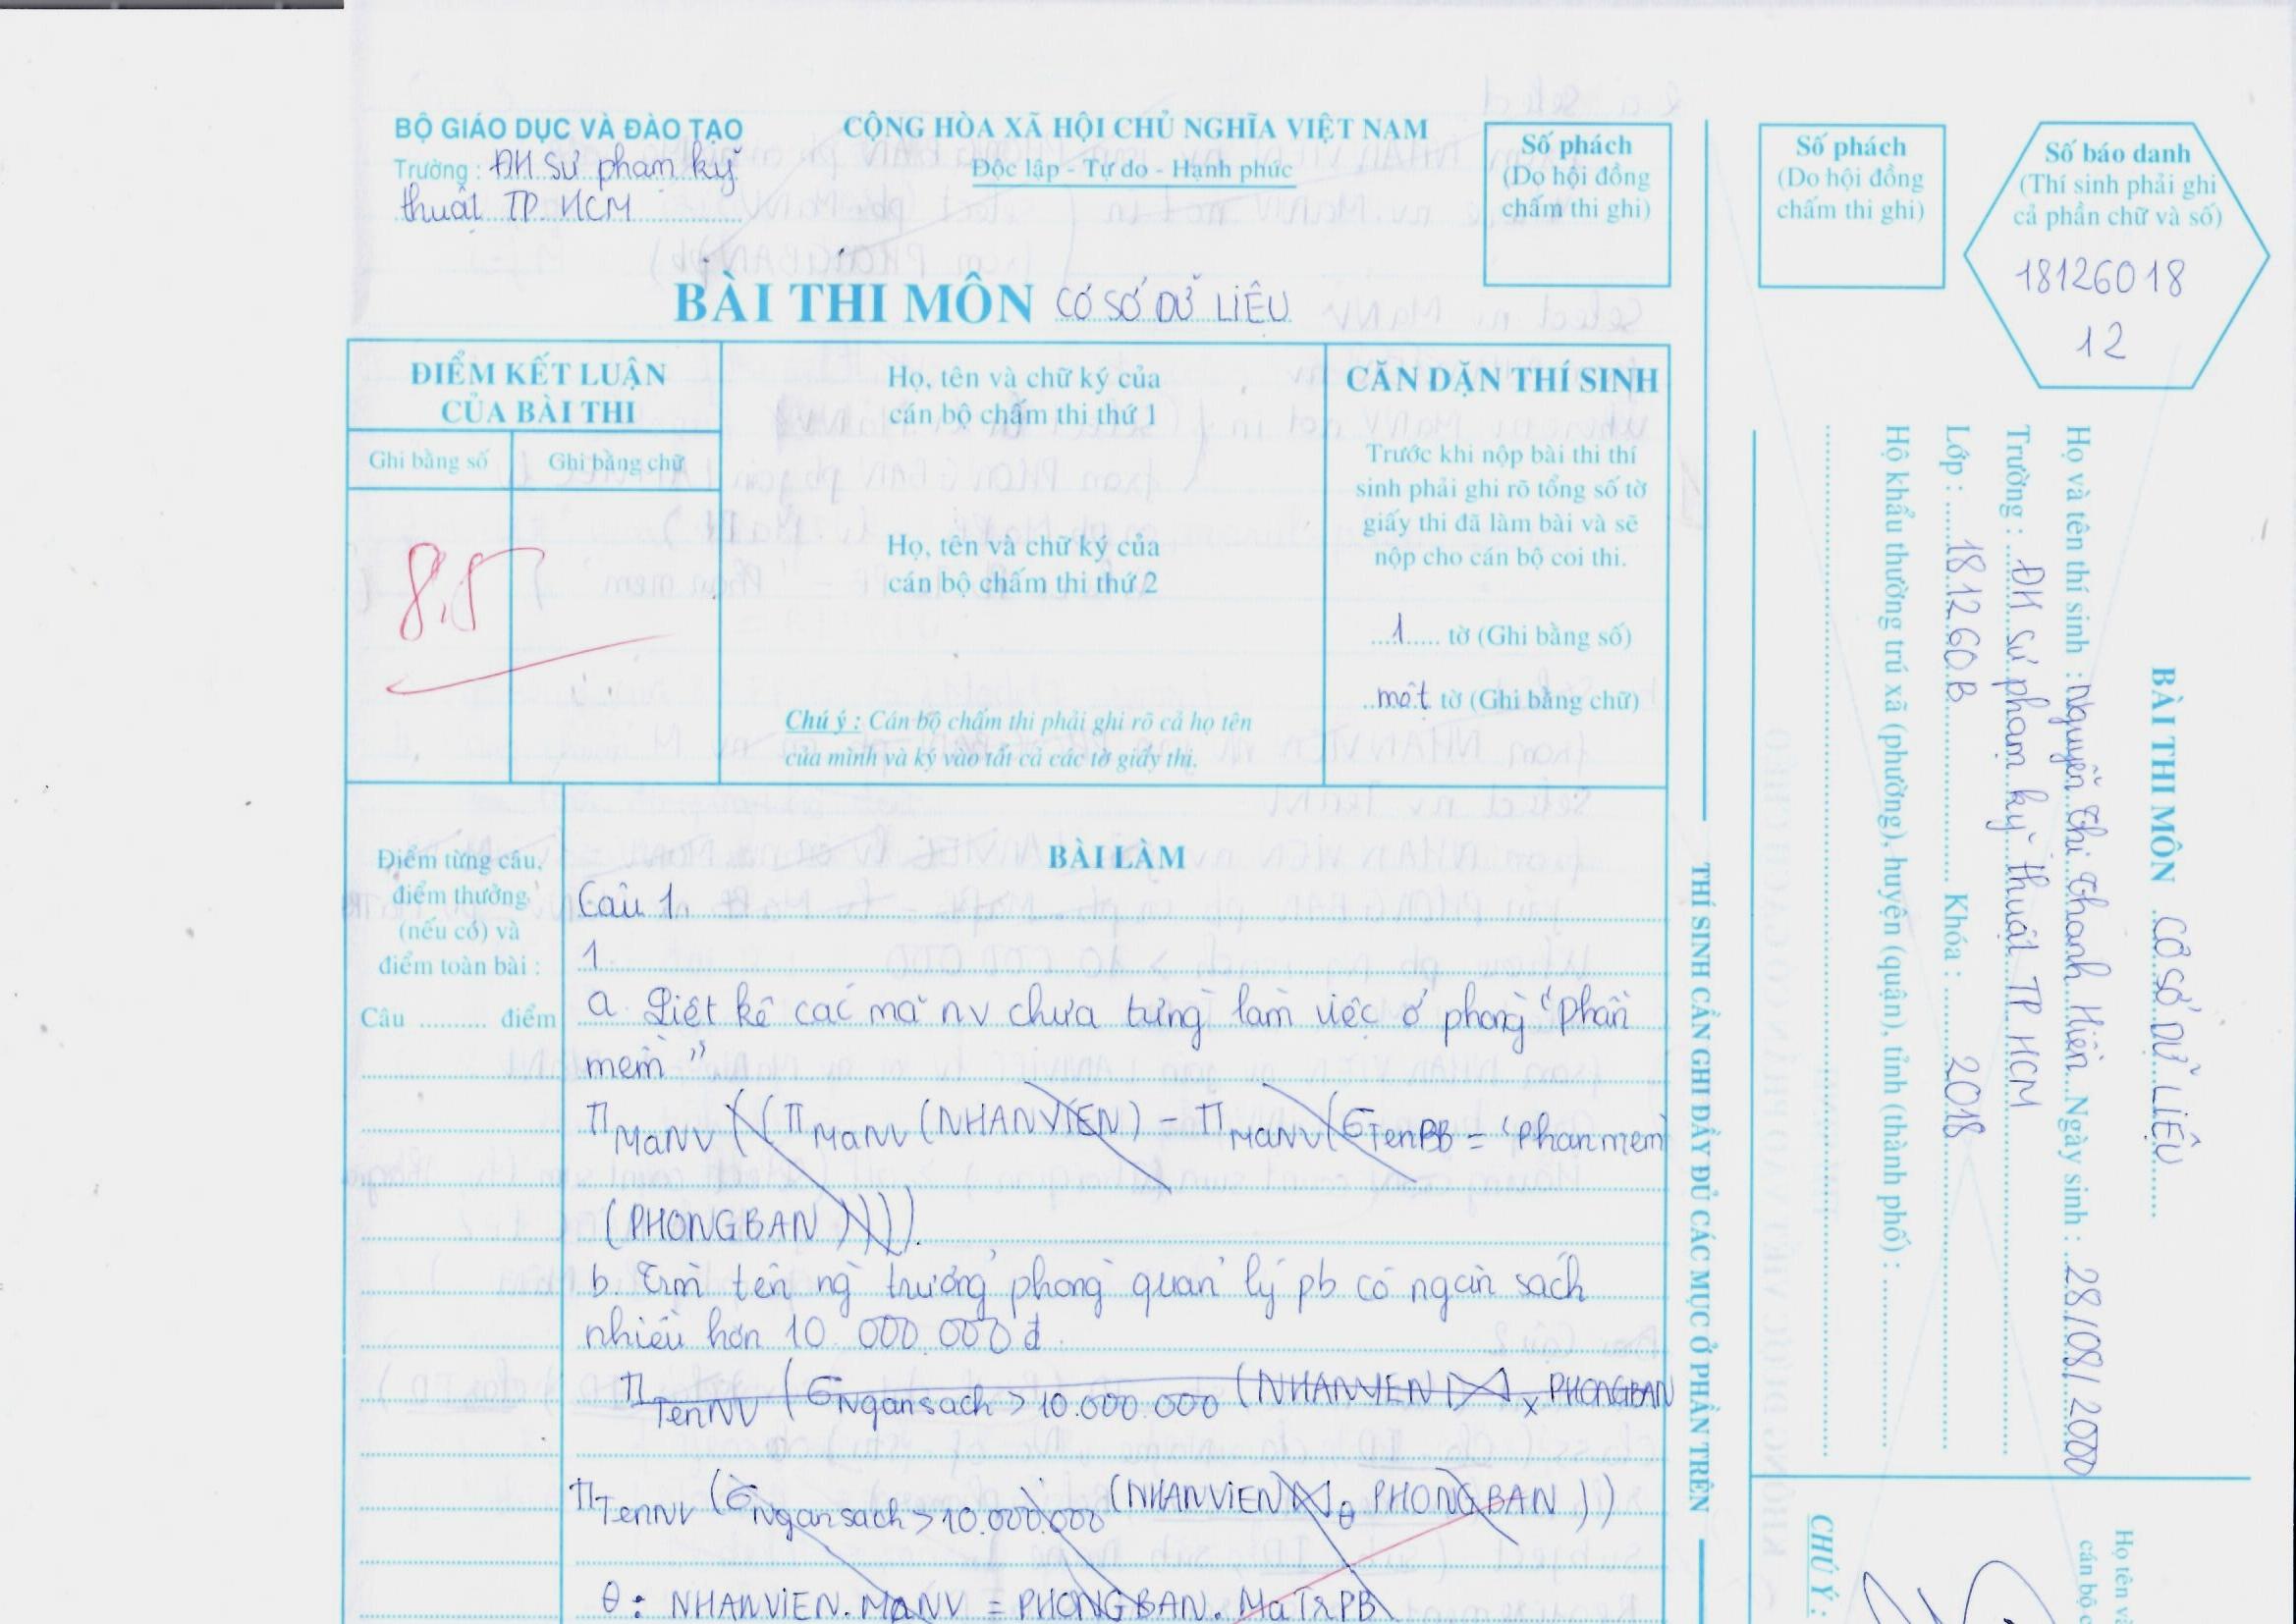 BỘ GIÁO DỤC VÀ ĐÀO TẠO
Trường : ĐH sư phạm kỹ
thuật TP HCM
CỘNG HÒA XÃ HỘI CHỦ NGHĨA VIỆT NAM
Độc lập - Tự do - Hạnh phúc
Số phách
(Do hội đồng
chấm thi ghi)
BÀI THI MÔN CƠ SỞ DỮ LIỆU
ĐIỂM KẾT LUẬN
CỦA BÀI THI
Ghi bằng số
Ghi bằng chữ
8,5
Họ, tên và chữ ký của
cán bộ chấm thi thứ 1
Họ, tên và chữ ký của
cán bộ chấm thi thứ 2
Chú ý : Cán bộ chấm thi phải ghi rõ cả họ tên
của mình và ký vào tất cả các tờ giấy thi.
CĂN DẶN THÍ SINH
Trước khi nộp bài thi thí
sinh phải ghi rõ tổng số tờ
giấy thi đã làm bài và sẽ
nộp cho cán bộ coi thi.
1 tờ (Ghi bằng số)
một tờ (Ghi bằng chữ)
Điểm từng câu,
điểm thưởng
(nếu có) và
điểm toàn bài :
Câu .......... điểm
BÀI LÀM
Câu 1.
1
a Liệt kê các mã nv chưa từng làm việc ở phòng "phần
mềm"
π MaNV ((π MaNV (NHANVIEN) - π MaNV (σ TenPB = 'Phanmem
(PHONGBAN)))).
b. Tìm tên ng trưởng phòng quản lý pb có ngân sách
nhiều hơn 10 000.000 đ.
π TenNV (σ Ngansach > 10.000.000 (NHANVIEN ⋈ x PHONGBAN
π TenNV (σ Ngansach > 10.000.000 (NHANVIEN ⋈ θ PHONGBAN))
θ : NHANVIEN.MaNV = PHONGBAN.MaTrPB
THÍ SINH CẦN GHI ĐẦY ĐỦ CÁC MỤC Ở PHẦN TRÊN
Số phách
(Do hội đồng
chấm thi ghi)
Số báo danh
(Thí sinh phải ghi
cả phần chữ và số)
18126018
12
BÀI THI MÔN CƠ SỞ DỮ LIỆU
Họ và tên thí sinh : Nguyễn Thị Thanh Hiền Ngày sinh : 28/08/2000
Trường : ĐH sư phạm kỹ thuật TP HCM
Lớp : 181260B Khóa : 2018
Hộ khẩu thường trú xã (phường), huyện (quận), tỉnh (thành phố) :
Họ tên và
cán bộ c
CHÚ Ý :